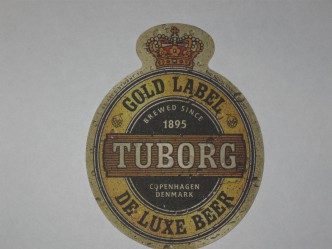 GOLD LABEL
BREWED SINCE
1895
TUBORG
COPENHAGEN
DENMARK
DE LUXE BEER